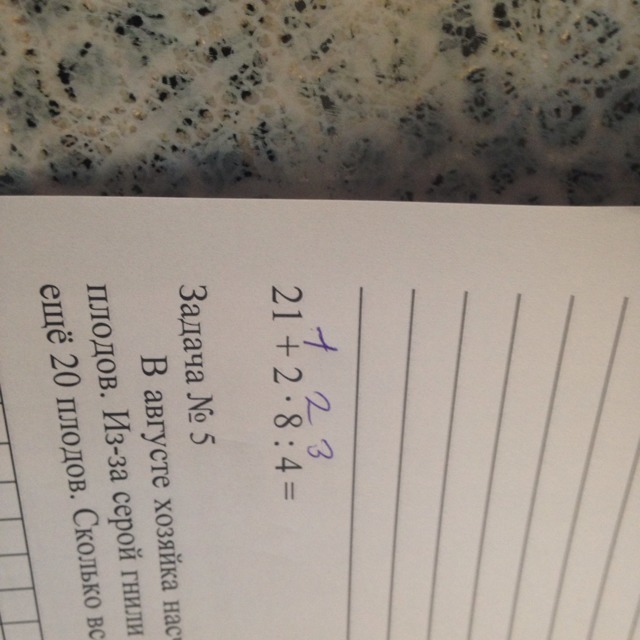 1 2 3
21 + 2 · 8 : 4 =
Задача № 5
В августе хозяйка
плодов. Из-за серой гнили
ещё 20 плодов. Сколько